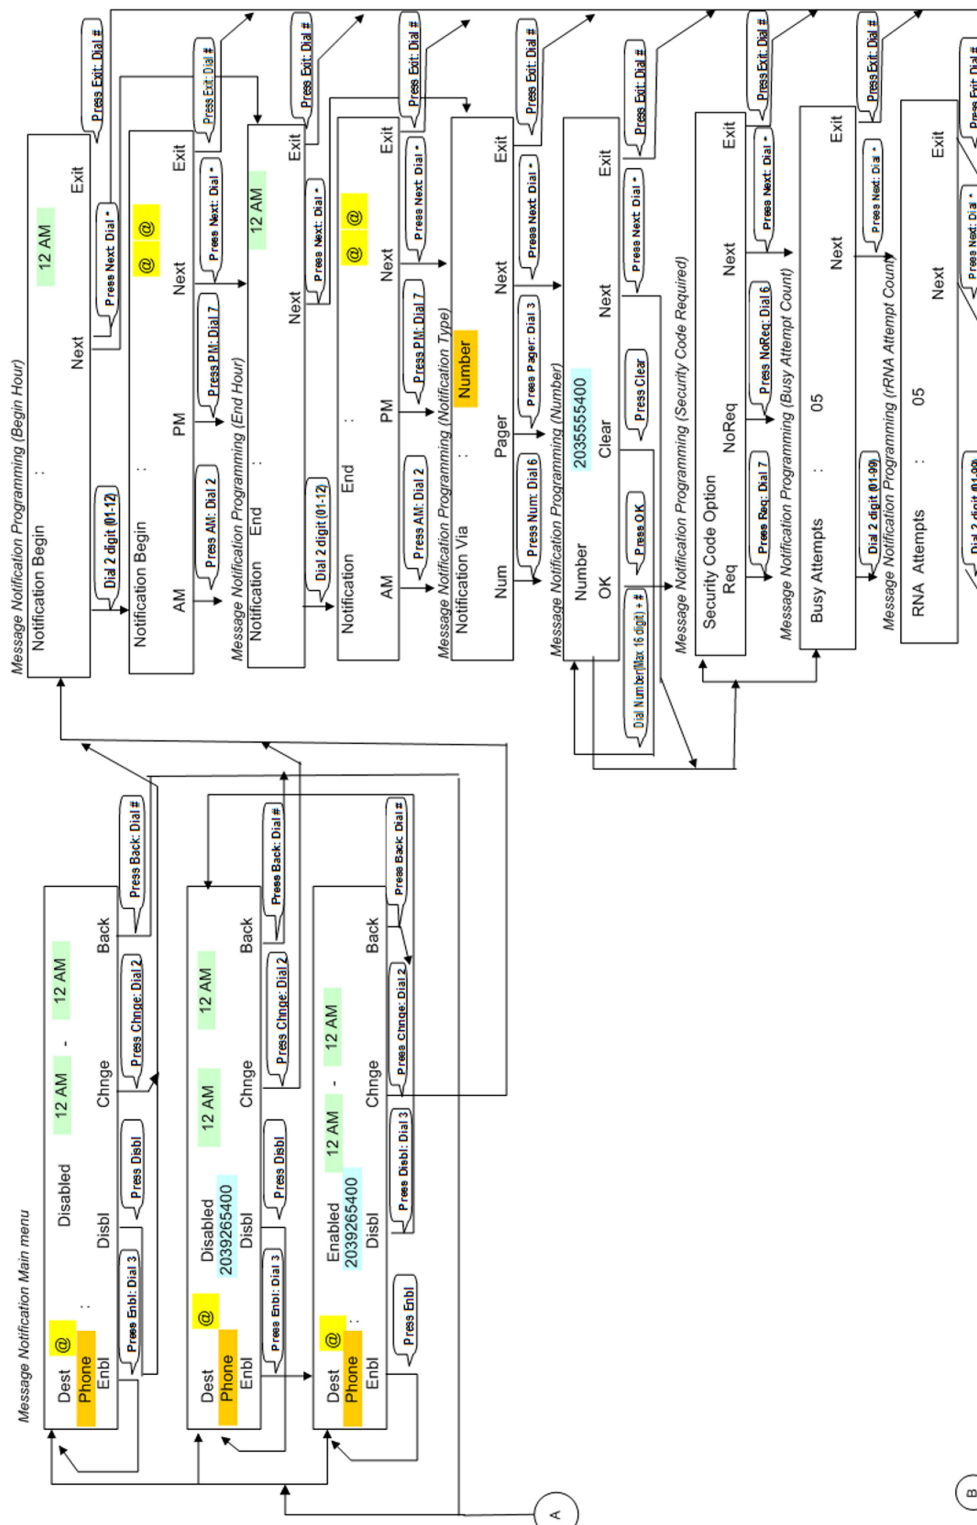 Message Notification Main menu
Dest @ Disabled 12 AM - 12 AM
Phone :
Enbl Disbl Chnge Back
Press Enbl: Dial 3
Press Disbl
Press Chnge: Dial 2
Press Back: Dial #
Dest @ Disabled 12 AM 12 AM
Phone 2039265400
Enbl Disbl Chnge Back
Press Enbl: Dial 3
Press Disbl
Press Chnge: Dial 2
Press Back: Dial #
Dest @ Enabled 12 AM - 12 AM
Phone : 2039265400
Enbl Disbl Chnge Back
Press Enbl
Press Disbl: Dial 3
Press Chnge: Dial 2
Press Back: Dial #
A
B
Message Notification Programming (Begin Hour)
Notification Begin : 12 AM
Next Exit
Dial 2 digit (01-12)
Press Next: Dial *
Press Exit: Dial #
Notification Begin : @ @
AM PM Next Exit
Press AM: Dial 2
Press PM: Dial 7
Press Next: Dial *
Press Exit: Dial #
Message Notification Programming (End Hour)
Notification End : 12 AM
Next Exit
Dial 2 digit (01-12)
Press Next: Dial *
Press Exit: Dial #
Notification End : @ @
AM PM Next Exit
Press AM: Dial 2
Press PM: Dial 7
Press Next: Dial *
Press Exit: Dial #
Message Notification Programming (Notification Type)
Notification Via : Number
Num Pager Next Exit
Press Num: Dial 6
Press Pager: Dial 3
Press Next: Dial *
Press Exit: Dial #
Message Notification Programming (Number)
Number 2035555400
OK Clear Next Exit
Dial Number(Max 16 digit) + #
Press OK
Press Clear
Press Next: Dial *
Press Exit: Dial #
Message Notification Programming (Security Code Required)
Security Code Option
Req NoReq Next Exit
Press Req: Dial 7
Press NoReq: Dial 6
Press Next: Dial *
Press Exit: Dial #
Message Notification Programming (Busy Attempt Count)
Busy Attempts : 05
Next Exit
Dial 2 digit (01-99)
Press Next: Dial *
Press Exit: Dial #
Message Notification Programming (rRNA Attempt Count)
RNA Attempts : 05
Next Exit
Dial 2 digit (01-99)
Press Next: Dial *
Press Exit: Dial #